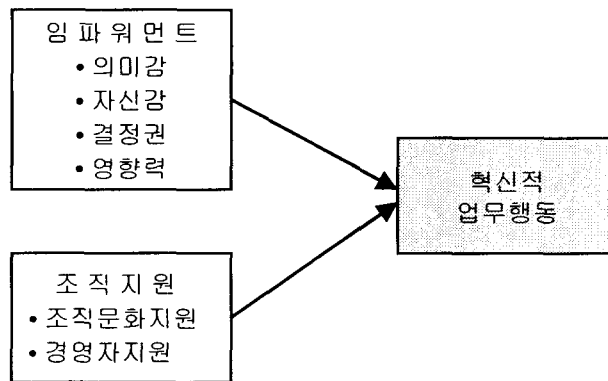 임파워먼트
• 의미감
• 자신감
• 결정권
• 영향력
혁신적
업무행동
조직지원
• 조직문화지원
• 경영자지원